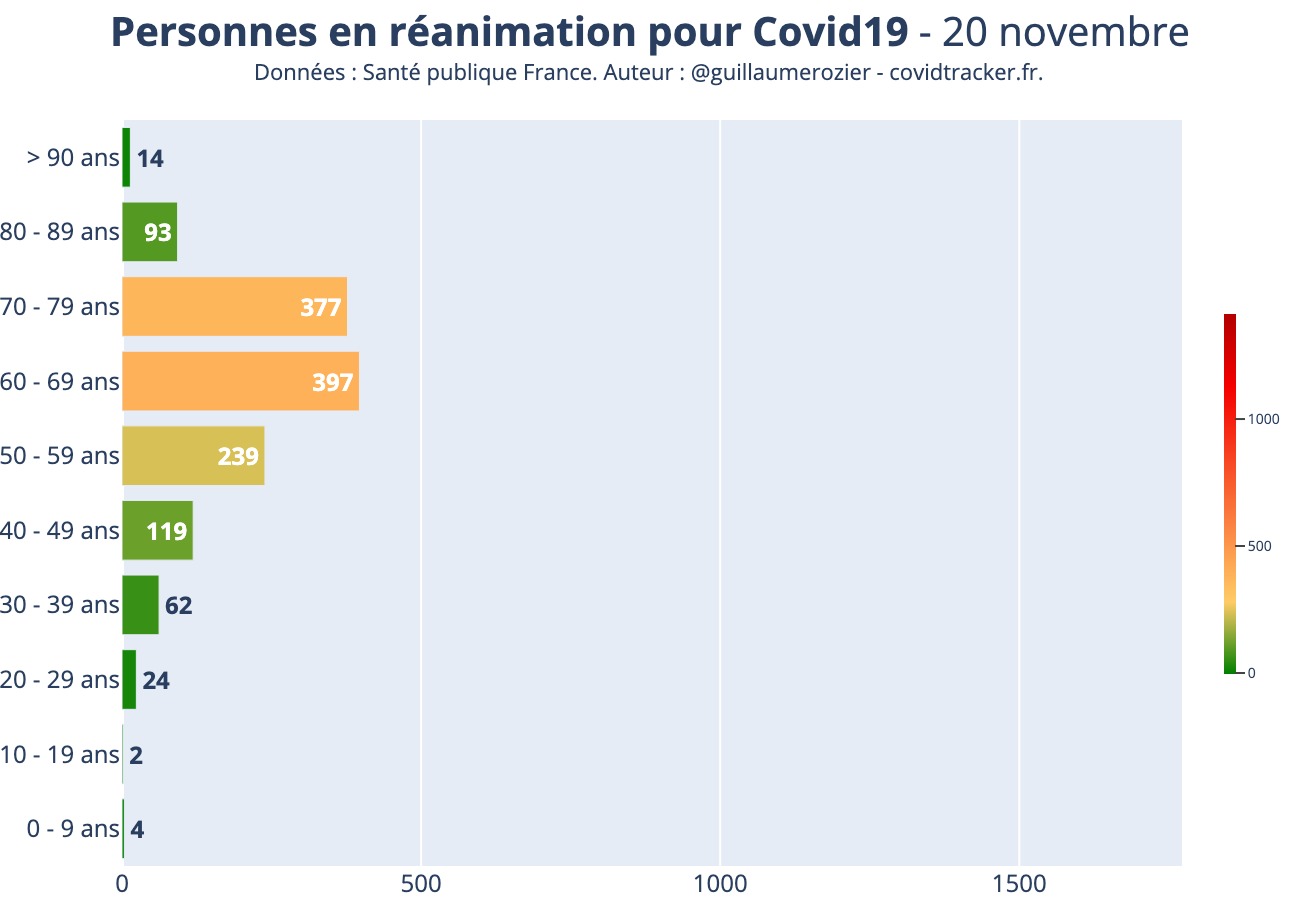 Personnes en réanimation pour Covid19 - 20 novembre
Données : Santé publique France. Auteur : @guillaumerozier - covidtracker.fr.
> 90 ans 14
80 - 89 ans 93
70 - 79 ans 377
60 - 69 ans 397
50 - 59 ans 239
40 - 49 ans 119
30 - 39 ans 62
20 - 29 ans 24
10 - 19 ans 2
0 - 9 ans 4
0 500 1000 1500
1000
500
0